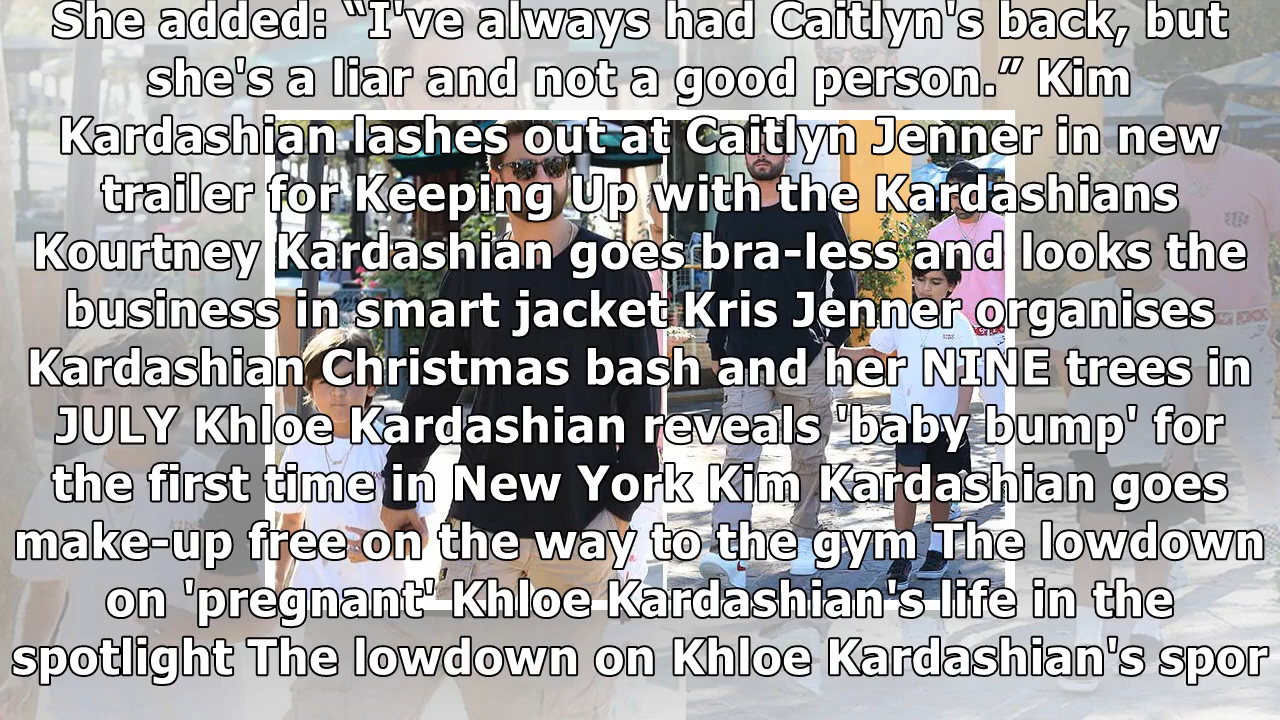 She added: “I've always had Caitlyn's back, but
she's a liar and not a good person.” Kim
Kardashian lashes out at Caitlyn Jenner in new
trailer for Keeping Up with the Kardashians
Kourtney Kardashian goes bra-less and looks the
business in smart jacket Kris Jenner organises
Kardashian Christmas bash and her NINE trees in
JULY Khloe Kardashian reveals 'baby bump' for
the first time in New York Kim Kardashian goes
make-up free on the way to the gym The lowdown
on 'pregnant' Khloe Kardashian's life in the
spotlight The lowdown on Khloe Kardashian's spor